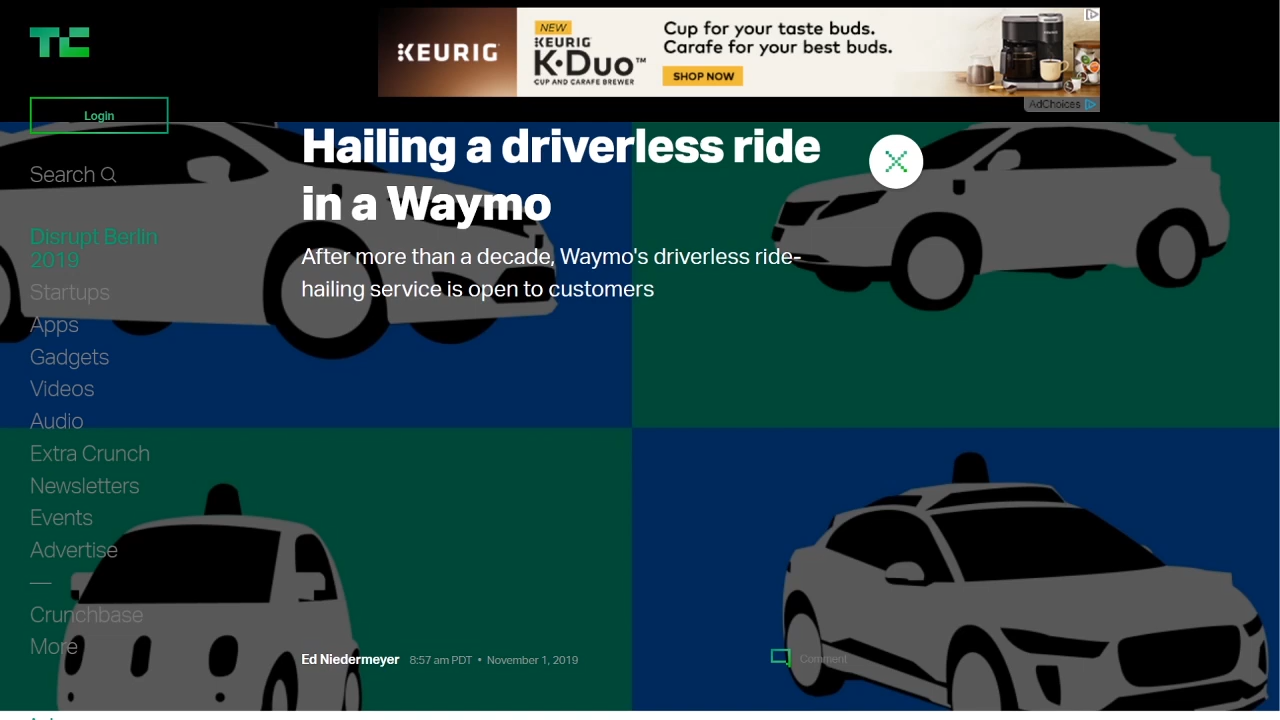 TC
KEURIG
NEW
KEURIG
K·Duo™
CUP AND CARAFE BREWER
Cup for your taste buds.
Carafe for your best buds.
SHOP NOW
AdChoices
Login
Search
Disrupt Berlin
2019
Startups
Apps
Gadgets
Videos
Audio
Extra Crunch
Newsletters
Events
Advertise
—
Crunchbase
More
Hailing a driverless ride
in a Waymo
After more than a decade, Waymo's driverless ride-
hailing service is open to customers
Ed Niedermeyer 8:57 am PDT • November 1, 2019
Comment